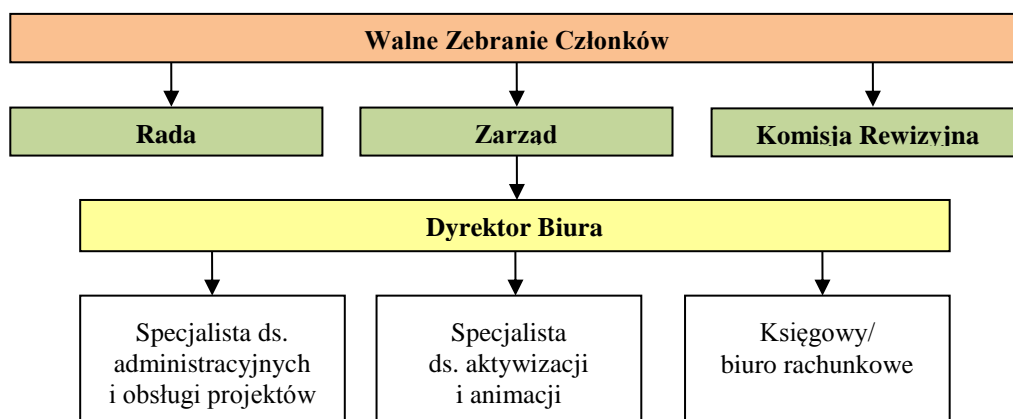 Walne Zebranie Członków
Rada
Zarząd
Komisja Rewizyjna
Dyrektor Biura
Specjalista ds.
administracyjnych
i obsługi projektów
Specjalista
ds. aktywizacji
i animacji
Księgowy/
biuro rachunkowe